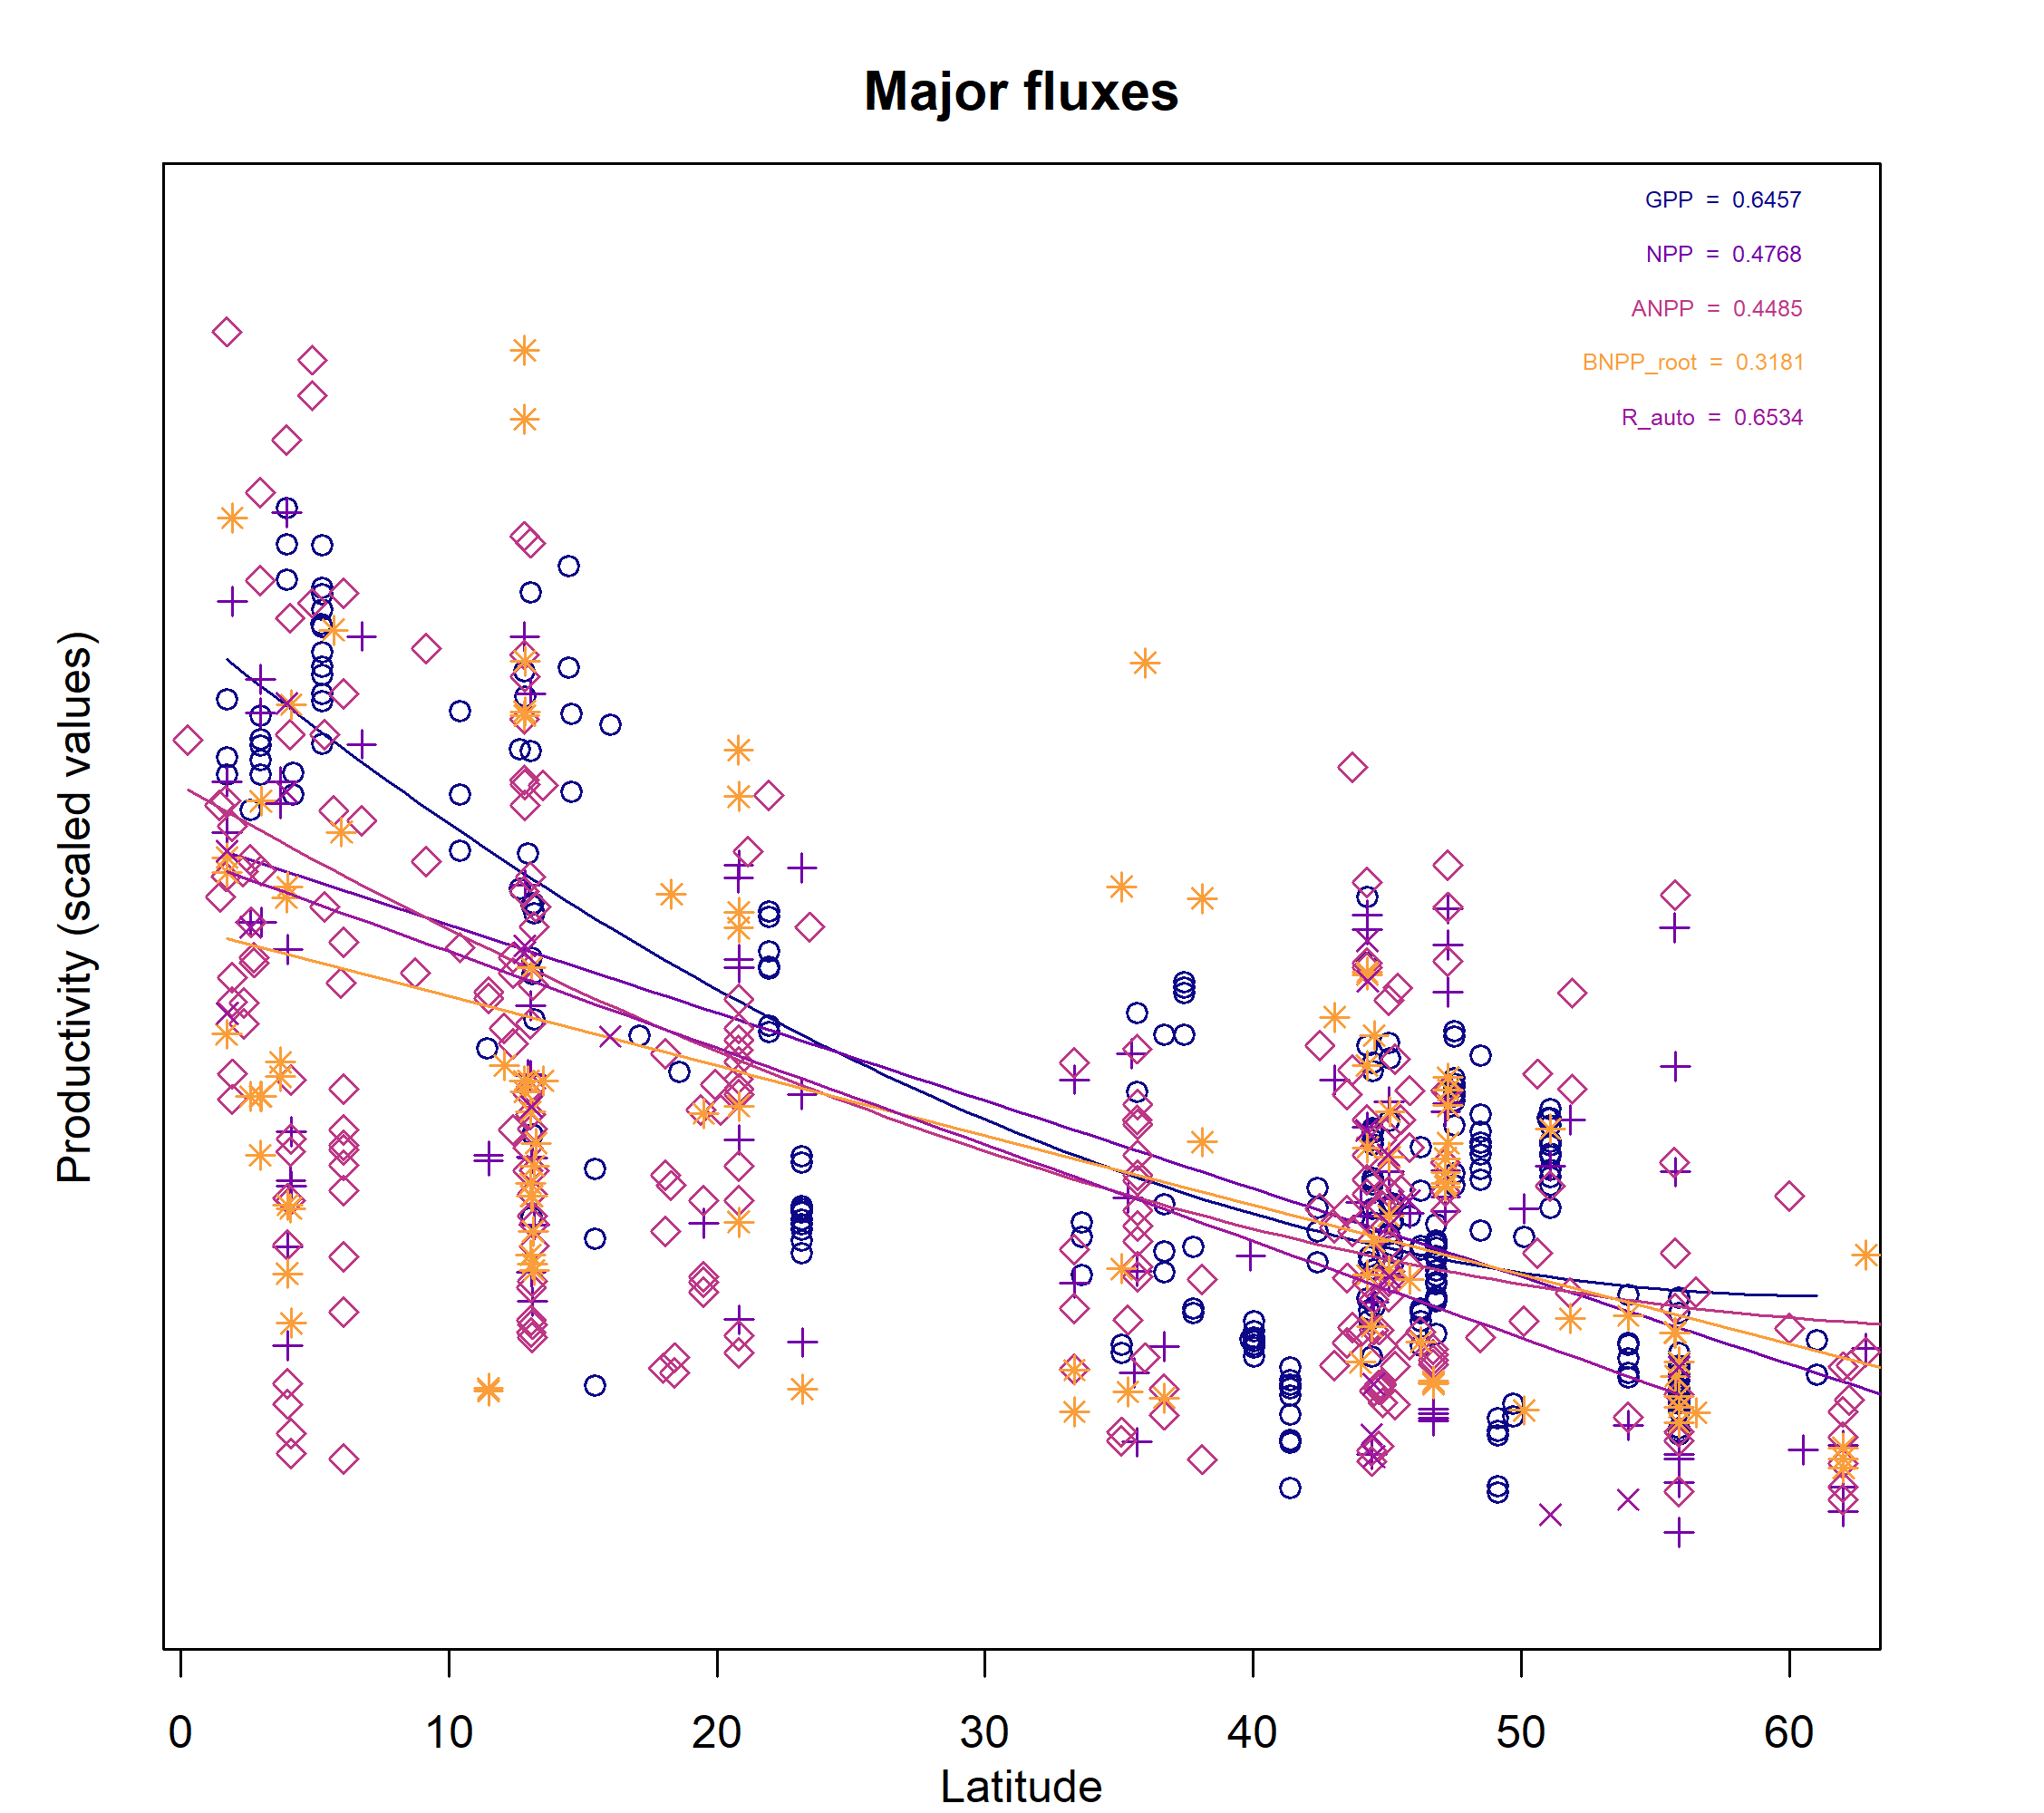 Major fluxes
GPP = 0.6457
NPP = 0.4768
ANPP = 0.4485
BNPP_root = 0.3181
R_auto = 0.6534
Productivity (scaled values)
0 10 20 30 40 50 60
Latitude